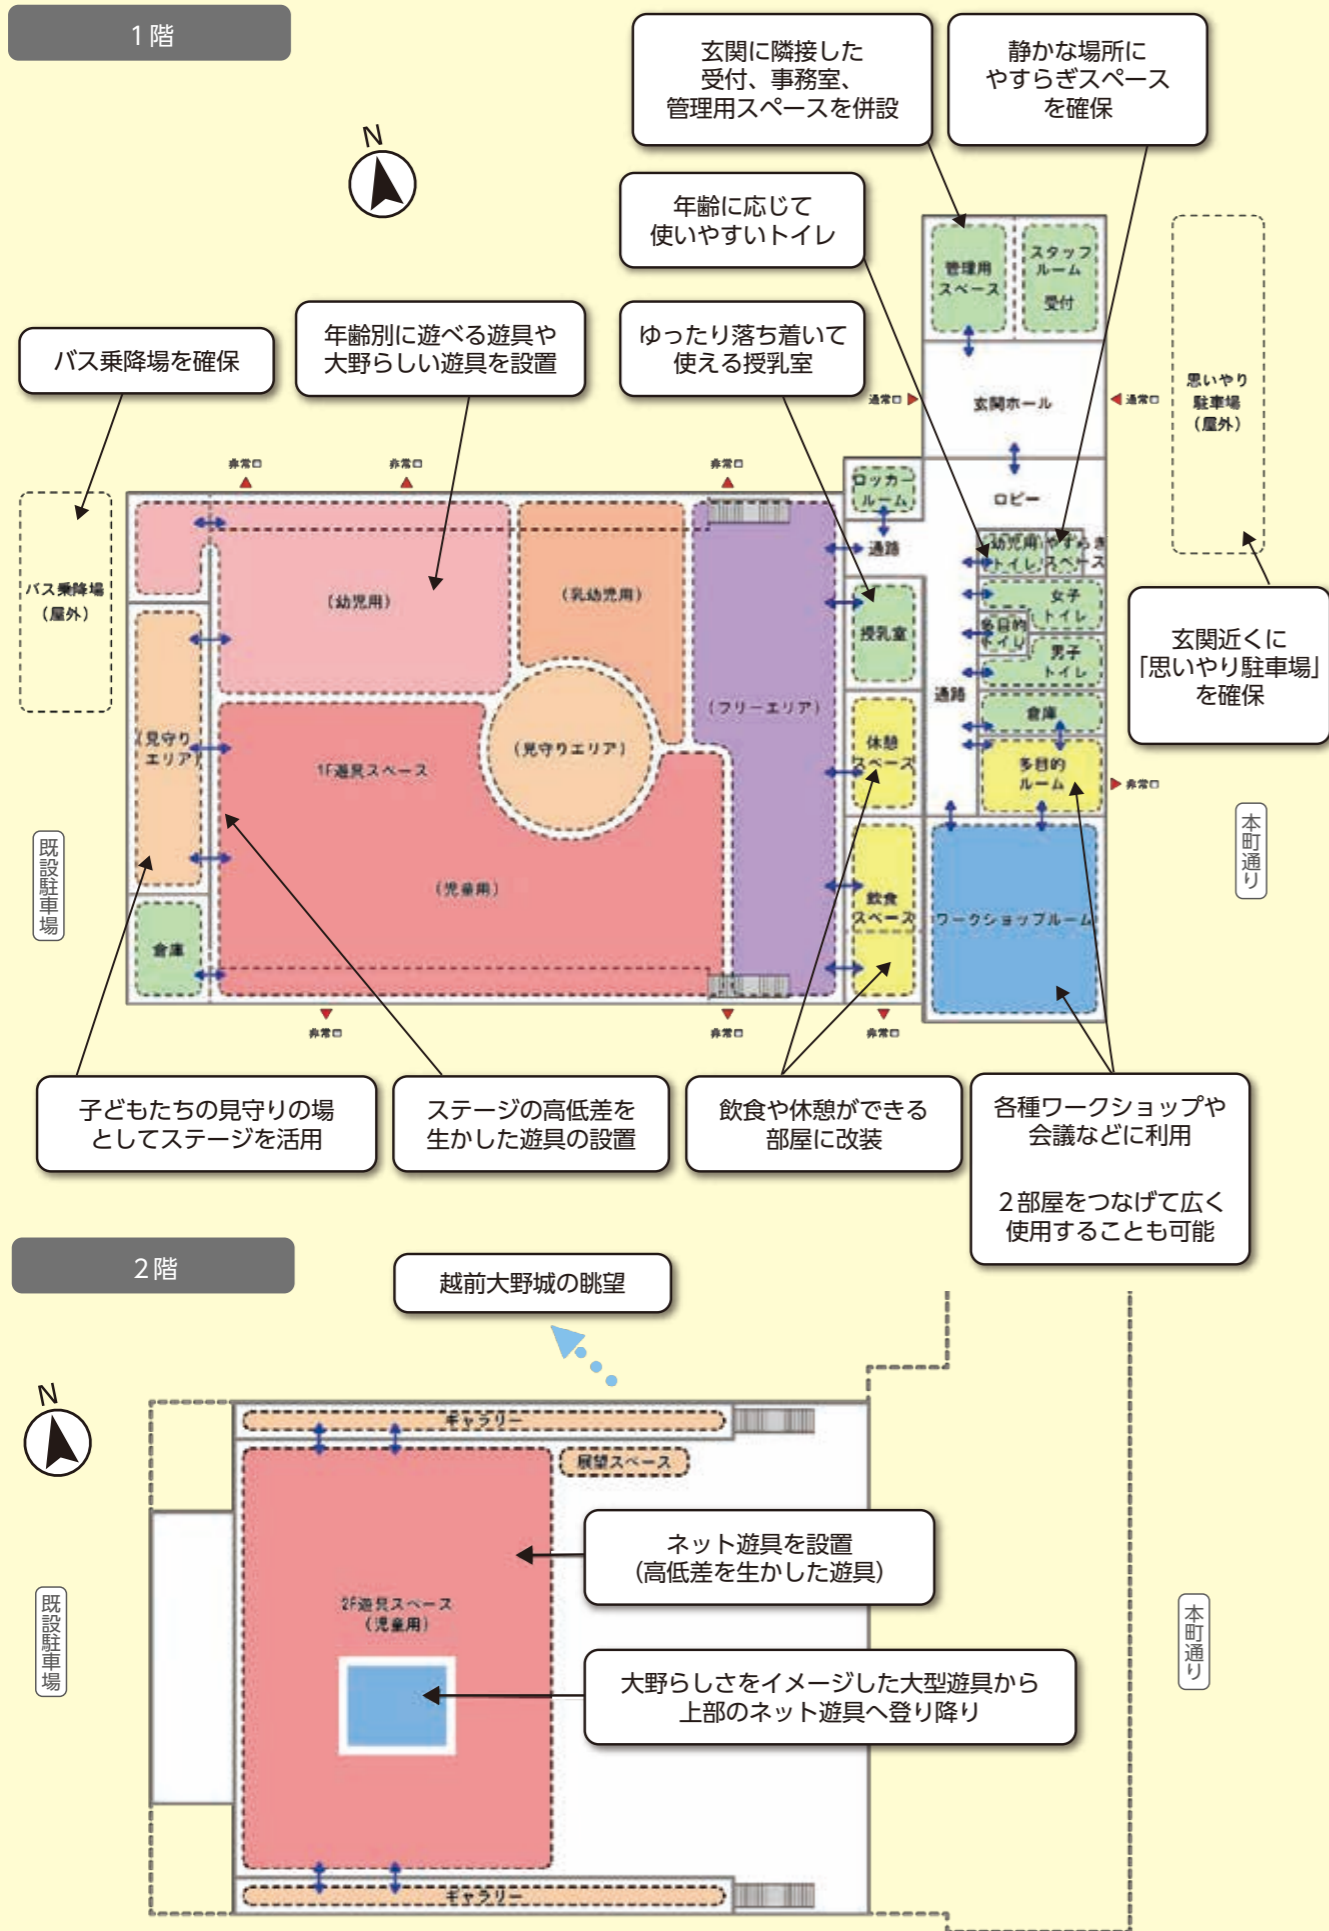 1階
玄関に隣接した
受付、事務室、
管理用スペースを併設
静かな場所に
やすらぎスペース
を確保
N
年齢に応じて
使いやすいトイレ
バス乗降場を確保
年齢別に遊べる遊具や
大野らしい遊具を設置
ゆったり落ち着いて
使える授乳室
管理用
スペース
スタッフ
ルーム
受付
思いやり
駐車場
(屋外)
通常口
玄関ホール
通常口
非常口
非常口
非常口
ロッカー
ルーム
ロビー
通路
幼児用
トイレ
やすらぎ
スペース
バス乗降場
(屋外)
(幼児用)
(乳幼児用)
授乳室
女子
トイレ
多目的
トイレ
男子
トイレ
玄関近くに
「思いやり駐車場」
を確保
(フリーエリア)
通路
倉庫
(見守り
エリア)
1F遊具スペース
(見守りエリア)
休憩
スペース
多目的
ルーム
非常口
既設駐車場
本町通り
(児童用)
飲食
スペース
ワークショップルーム
倉庫
非常口
非常口
非常口
子どもたちの見守りの場
としてステージを活用
ステージの高低差を
生かした遊具の設置
飲食や休憩ができる
部屋に改装
各種ワークショップや
会議などに利用
2部屋をつなげて広く
使用することも可能
2階
越前大野城の眺望
N
ギャラリー
展望スペース
ネット遊具を設置
(高低差を生かした遊具)
2F遊具スペース
(児童用)
既設駐車場
本町通り
大野らしさをイメージした大型遊具から
上部のネット遊具へ登り降り
ギャラリー